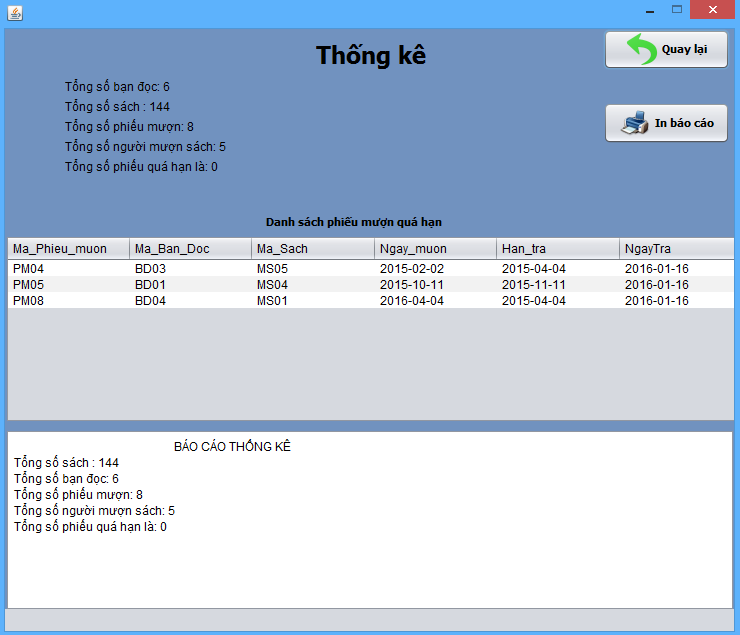 Thống kê
Quay lại
Tổng số bạn đọc: 6
Tổng số sách : 144
Tổng số phiếu mượn: 8
Tổng số người mượn sách: 5
Tổng số phiếu quá hạn là: 0
In báo cáo
Danh sách phiếu mượn quá hạn
Ma_Phieu_muon Ma_Ban_Doc Ma_Sach Ngay_muon Han_tra NgayTra
PM04 BD03 MS05 2015-02-02 2015-04-04 2016-01-16
PM05 BD01 MS04 2015-10-11 2015-11-11 2016-01-16
PM08 BD04 MS01 2016-04-04 2015-04-04 2016-01-16
BÁO CÁO THỐNG KÊ
Tổng số sách : 144
Tổng số bạn đọc: 6
Tổng số phiếu mượn: 8
Tổng số người mượn sách: 5
Tổng số phiếu quá hạn là: 0